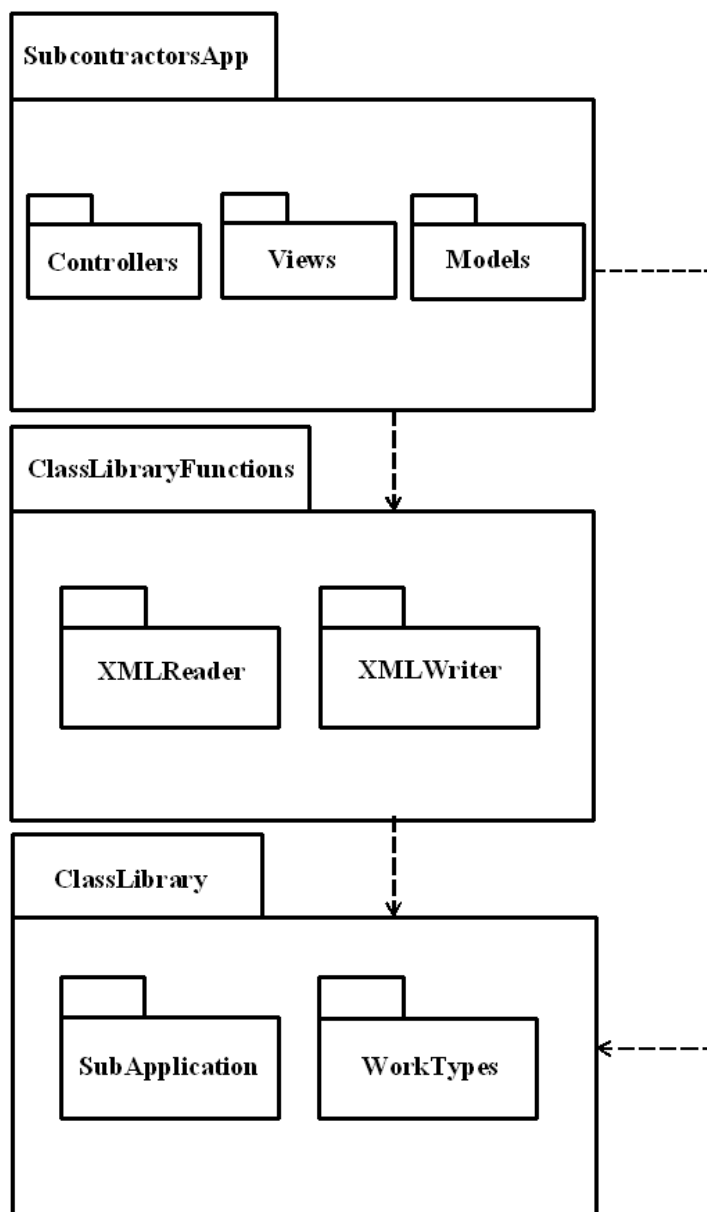 SubcontractorsApp
Controllers
Views
Models
ClassLibraryFunctions
XMLReader
XMLWriter
ClassLibrary
SubApplication
WorkTypes